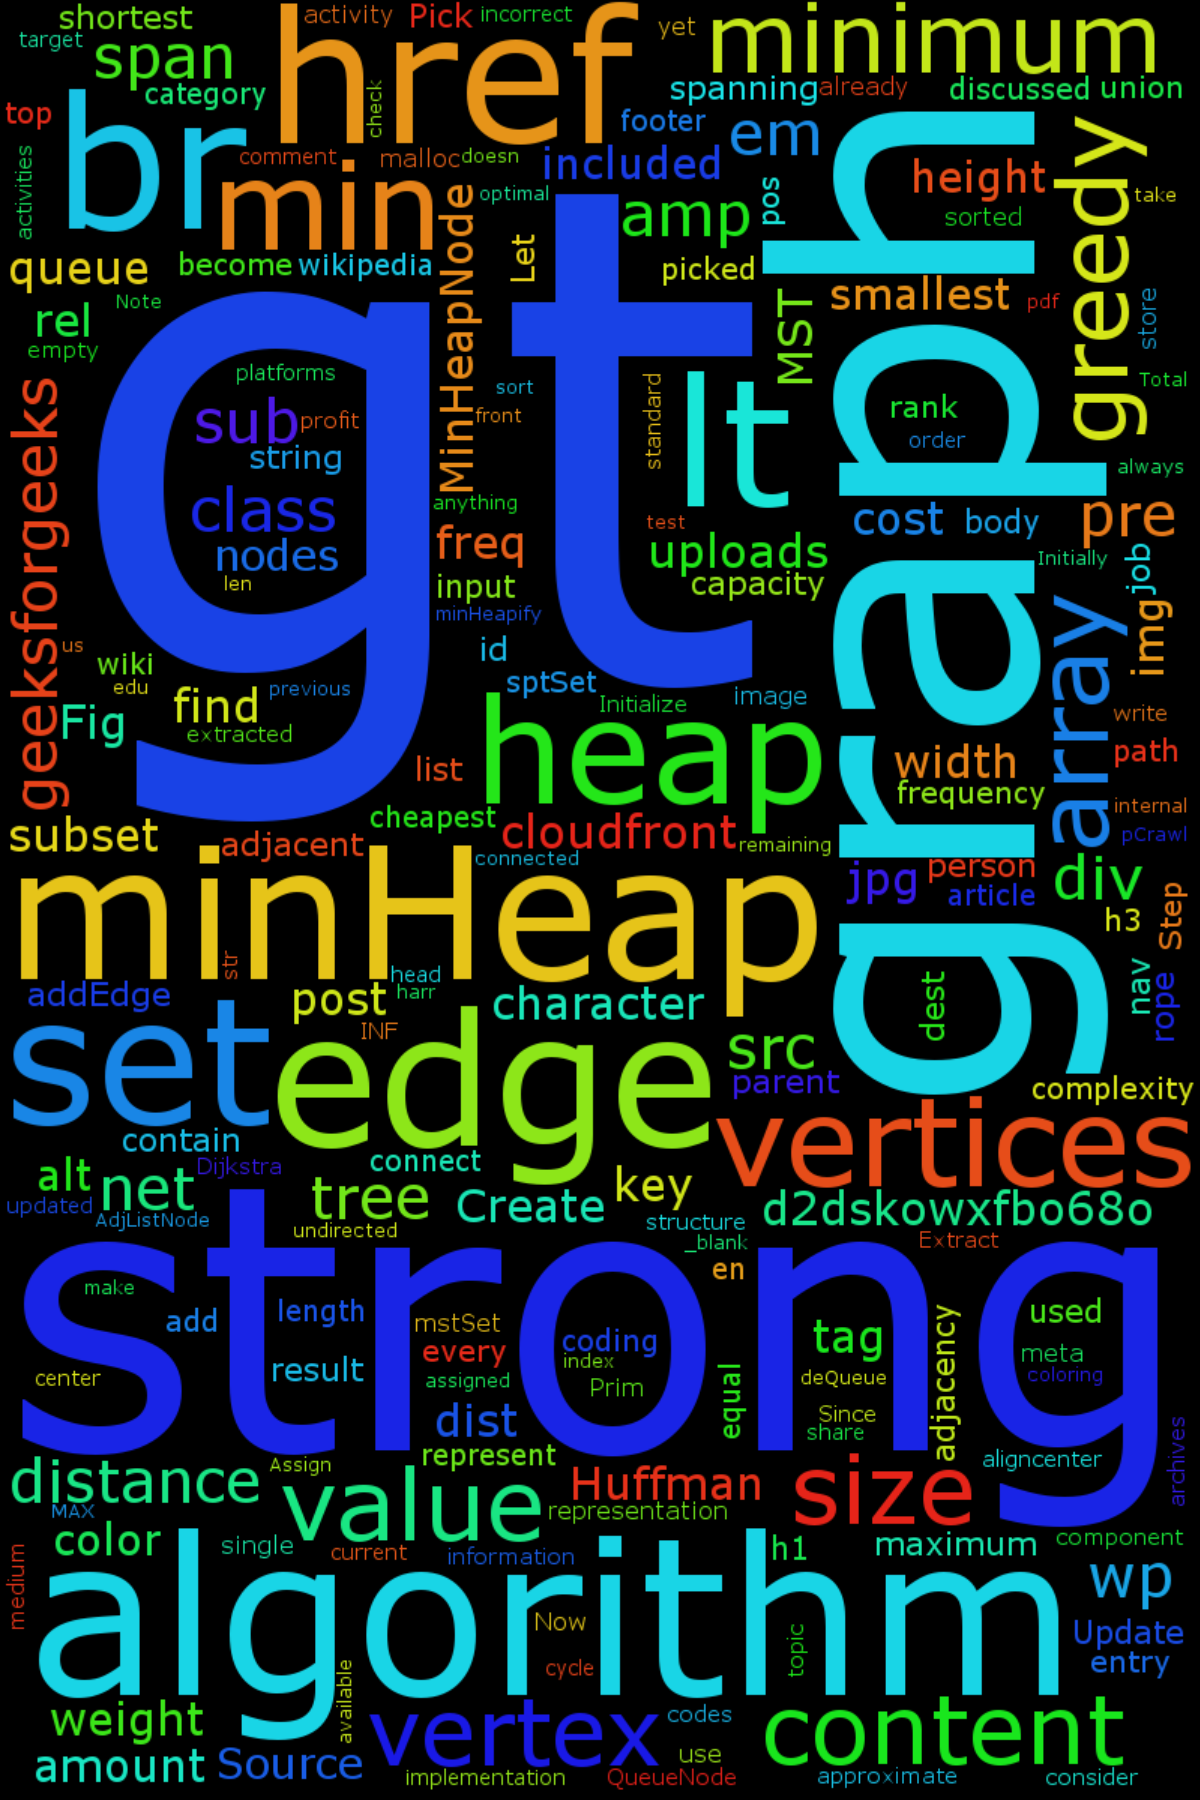 shortest
activity
Pick
incorrect
target
span
href
yet
minimum
category
check
spanning
already
discussed
union
top
br
footer
em
activities
comment
malloc
doesn
included
height
greedy
min
optimal
amp
pos
sorted
take
queue
become
wikipedia
MinHeapNode
Let
picked
graph
rel
Note
gt
MST
smallest
pdf
store
empty
platforms
sort
standard
lt
rank
Total
geeksforgeeks
sub
profit
front
order
string
anything
always
class
freq
test
cost
body
pre
nodes
input
uploads
Initially
len
minHeapify
capacity
job
us
id
array
img
wiki
edu
previous
sptSet
image
Fig
find
Initialize
write
extracted
heap
width
path
list
frequency
internal
subset
cheapest
cloudfront
remaining
pCrawl
adjacent
connected
jpg
person
div
minHeap
article
h3
Step
str
head
addEdge
post
harr
character
dest
nav
rope
set
INF
edge
src
parent
complexity
contain
connect
vertices
alt
Dijkstra
net
tree
Create
key
updated
AdjListNode
undirected
structure
d2dskowxfbo68o
_blank
Extract
strong
en
make
add
length
mstSet
coding
tag
adjacency
used
every
index
meta
center
result
assigned
Prim
equal
deQueue
coloring
dist
Since
share
represent
aligncenter
archives
distance
Assign
value
Huffman
size
MAX
representation
color
single
current
information
h1
maximum
component
medium
algorithm
wp
Now
topic
Update
cycle
entry
available
weight
vertex
codes
content
amount
Source
use
implementation
QueueNode
approximate
consider